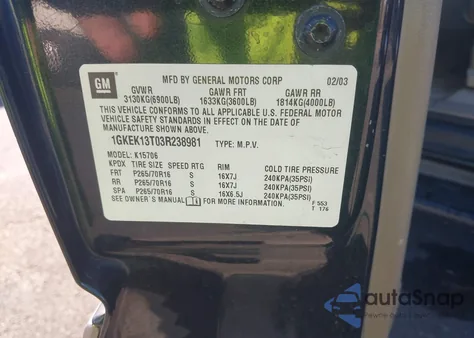 GM
MFD BY GENERAL MOTORS CORP 02/03
GVWR GAWR FRT GAWR RR
3130KG(6900LB) 1633KG(3600LB) 1814KG(4000LB)
THIS VEHICLE CONFORMS TO ALL APPLICABLE U.S. FEDERAL MOTOR
VEHICLE SAFETY STANDARDS IN EFFECT ON THE DATE OF
MANUFACTURE SHOWN ABOVE.
1GKEK13T03R238981 TYPE: M.P.V.
MODEL: K15706
KPDX TIRE SIZE SPEED RTG RIM COLD TIRE PRESSURE
FRT P265/70R16 S 16X7J 240KPA(35PSI)
RR P265/70R16 S 16X7J 240KPA(35PSI)
SPA P265/70R16 S 16X6.5J 240KPA(35PSI)
SEE OWNER'S MANUAL FOR MORE INFORMATION.
F 553
T 176
autoSnap